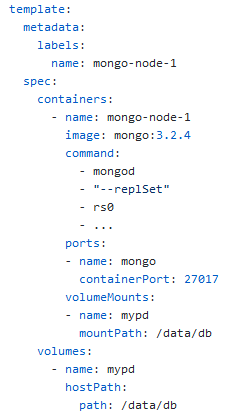 template:
  metadata:
    labels:
      name: mongo-node-1
  spec:
    containers:
      - name: mongo-node-1
        image: mongo:3.2.4
        command:
          - mongod
          - "--replSet"
          - rs0
          - ...
        ports:
        - name: mongo
          containerPort: 27017
        volumeMounts:
        - name: mypd
          mountPath: /data/db
    volumes:
      - name: mypd
        hostPath:
          path: /data/db